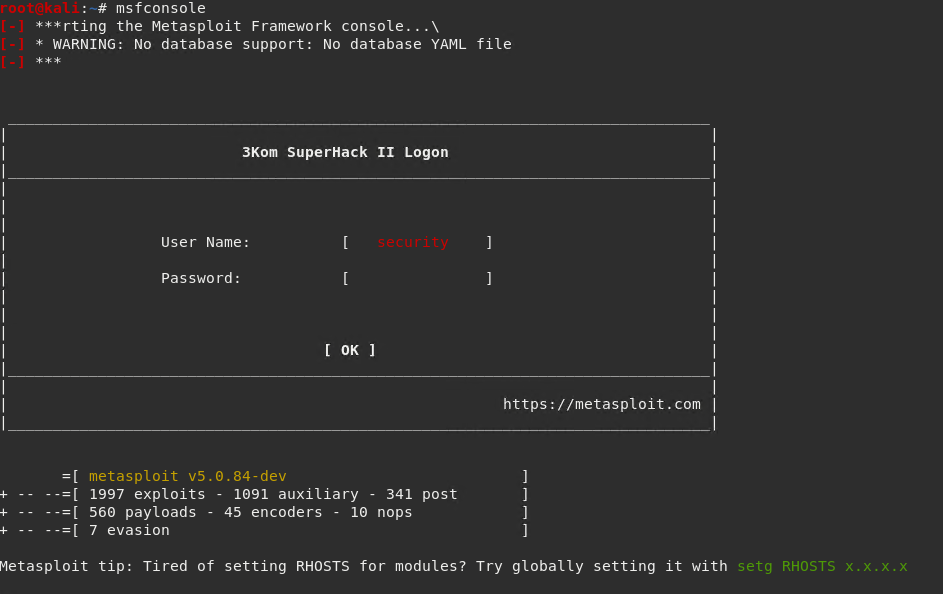 root@kali:~# msfconsole
[-] ***rting the Metasploit Framework console...\
[-] * WARNING: No database support: No database YAML file
[-] ***
3Kom SuperHack II Logon
User Name: [ security ]
Password: [ ]
[ OK ]
https://metasploit.com
=[ metasploit v5.0.84-dev ]
+ -- --=[ 1997 exploits - 1091 auxiliary - 341 post ]
+ -- --=[ 560 payloads - 45 encoders - 10 nops ]
+ -- --=[ 7 evasion ]
Metasploit tip: Tired of setting RHOSTS for modules? Try globally setting it with setg RHOSTS x.x.x.x